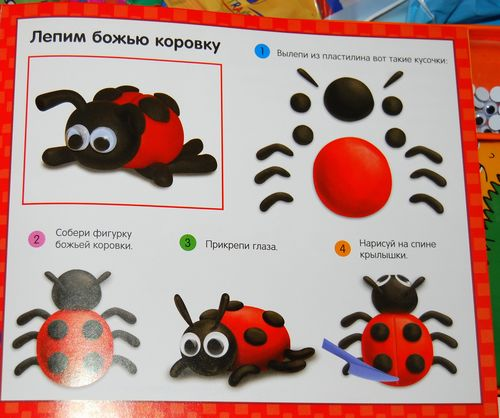 Лепим божью коровку
1 Вылепи из пластилина вот такие кусочки:
2 Собери фигурку
божьей коровки.
3 Прикрепи глаза.
4 Нарисуй на спине
крылышки.